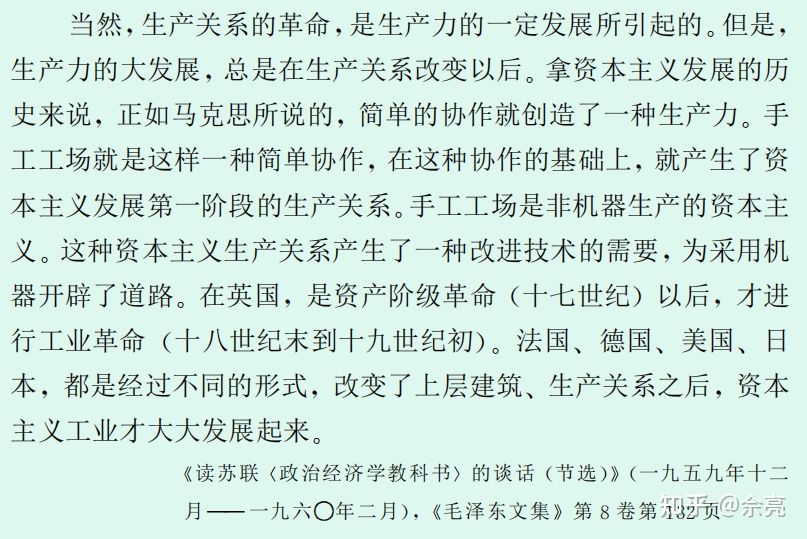 当然，生产关系的革命，是生产力的一定发展所引起的。但是，
生产力的大发展，总是在生产关系改变以后。拿资本主义发展的历
史来说，正如马克思所说的，简单的协作就创造了一种生产力。手
工工场就是这样一种简单协作，在这种协作的基础上，就产生了资
本主义发展第一阶段的生产关系。手工工场是非机器生产的资本主
义。这种资本主义生产关系产生了一种改进技术的需要，为采用机
器开辟了道路。在英国，是资产阶级革命（十七世纪）以后，才进
行工业革命（十八世纪末到十九世纪初）。法国、德国、美国、日
本，都是经过不同的形式，改变了上层建筑、生产关系之后，资本
主义工业才大大发展起来。
《读苏联〈政治经济学教科书〉的谈话（节选）》（一九五九年十二
月——一九六〇年二月），《毛泽东文集》第 8 卷第 132 页
知乎 @余亮